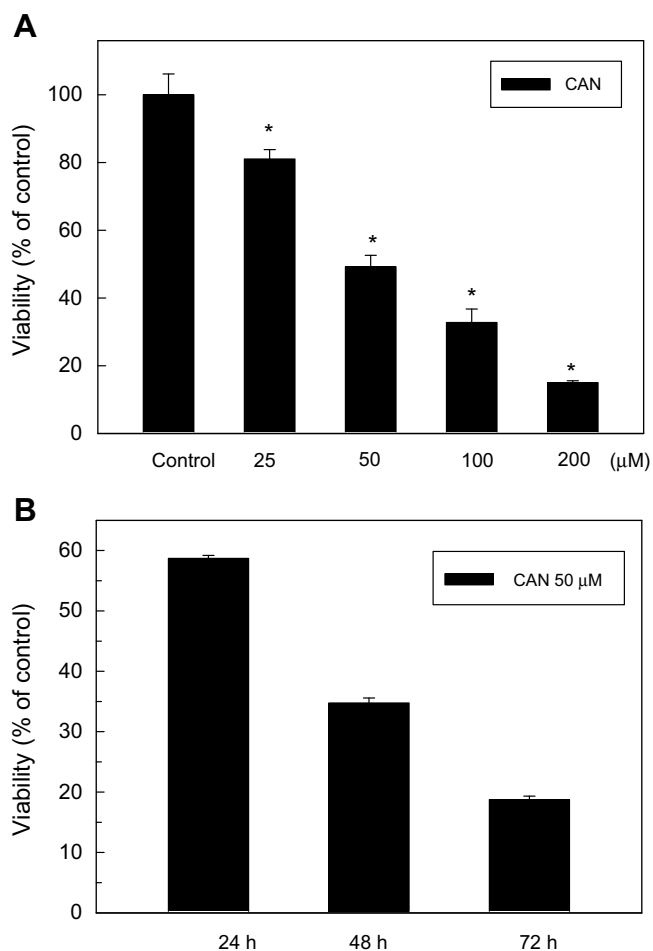 A
Viability (% of control)
100
80
60
40
20
0
CAN
*
*
*
*
Control 25 50 100 200 (μM)
B
Viability (% of control)
60
50
40
30
20
10
0
CAN 50 μM
24 h 48 h 72 h